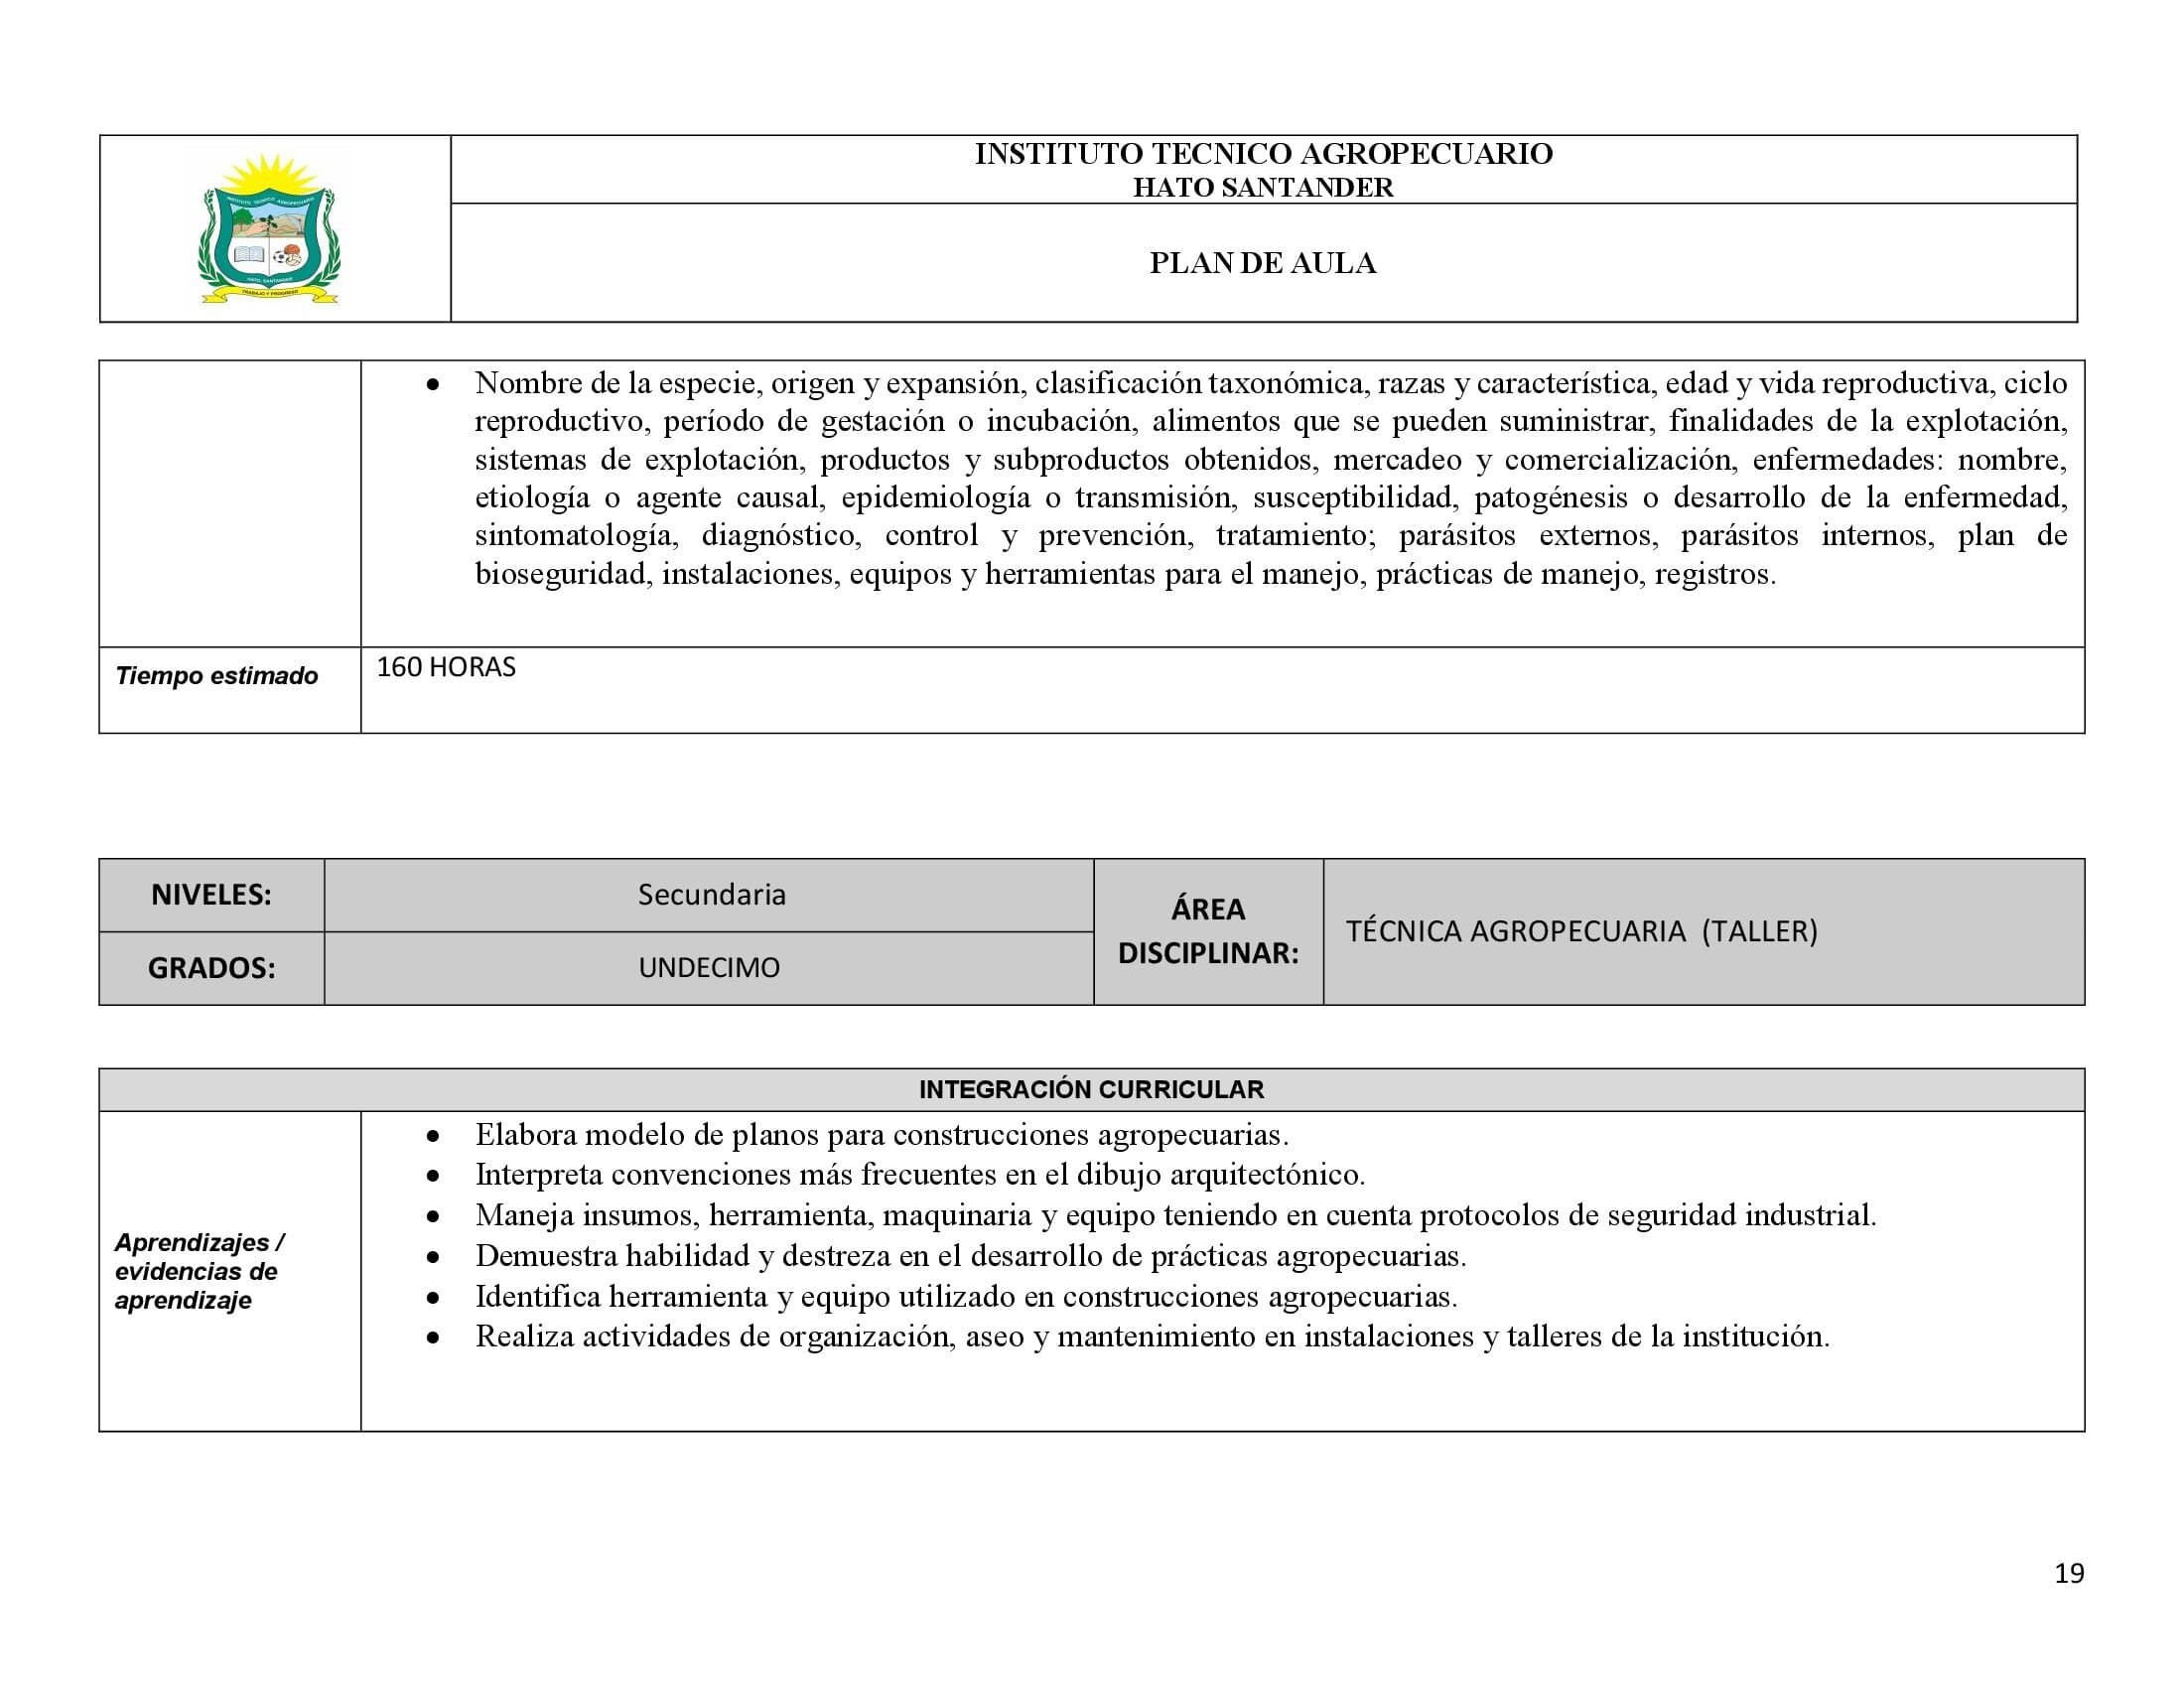 INSTITUTO TECNICO AGROPECUARIO
HATO SANTANDER
PLAN DE AULA
INSTITUTO TECNICO AGROPECUARIO
HATO SANTANDER
TRABAJO Y PROGRESO
• Nombre de la especie, origen y expansión, clasificación taxonómica, razas y característica, edad y vida reproductiva, ciclo
reproductivo, período de gestación o incubación, alimentos que se pueden suministrar, finalidades de la explotación,
sistemas de explotación, productos y subproductos obtenidos, mercadeo y comercialización, enfermedades: nombre,
etiología o agente causal, epidemiología o transmisión, susceptibilidad, patogénesis o desarrollo de la enfermedad,
sintomatología, diagnóstico, control y prevención, tratamiento; parásitos externos, parásitos internos, plan de
bioseguridad, instalaciones, equipos y herramientas para el manejo, prácticas de manejo, registros.
Tiempo estimado
160 HORAS
NIVELES:
Secundaria
GRADOS:
UNDECIMO
ÁREA
DISCIPLINAR:
TÉCNICA AGROPECUARIA (TALLER)
INTEGRACIÓN CURRICULAR
Aprendizajes /
evidencias de
aprendizaje
• Elabora modelo de planos para construcciones agropecuarias.
• Interpreta convenciones más frecuentes en el dibujo arquitectónico.
• Maneja insumos, herramienta, maquinaria y equipo teniendo en cuenta protocolos de seguridad industrial.
• Demuestra habilidad y destreza en el desarrollo de prácticas agropecuarias.
• Identifica herramienta y equipo utilizado en construcciones agropecuarias.
• Realiza actividades de organización, aseo y mantenimiento en instalaciones y talleres de la institución.
19